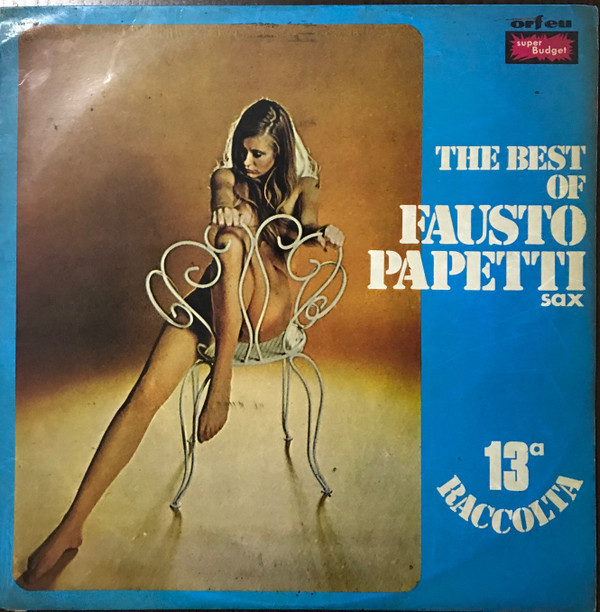 orfeu
super
Budget
THE BEST
OF
FAUSTO
PAPETTI
sax
13ª
RACCOLTA